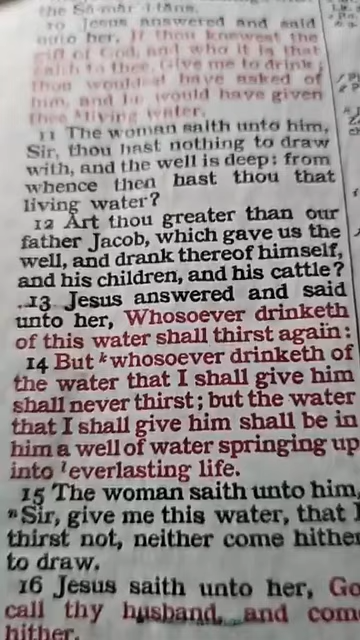 the Sa-mar-i-tans.
10 Jesus answered and said
unto her, If thou knewest the
gift of God, and who it is that
saith to thee, Give me to drink;
thou wouldest have asked of
him, and he would have given
thee living water.
11 The woman saith unto him,
Sir, thou hast nothing to draw
with, and the well is deep: from
whence then hast thou that
living water?
12 Art thou greater than our
father Jacob, which gave us the
well, and drank thereof himself,
and his children, and his cattle?
13 Jesus answered and said
unto her, Whosoever drinketh
of this water shall thirst again:
14 But k whosoever drinketh of
the water that I shall give him
shall never thirst; but the water
that I shall give him shall be in
him a well of water springing up
into l everlasting life.
15 The woman saith unto him,
Sir, give me this water, that I
thirst not, neither come hither
to draw.
16 Jesus saith unto her, Go
call thy husband, and com
hither.